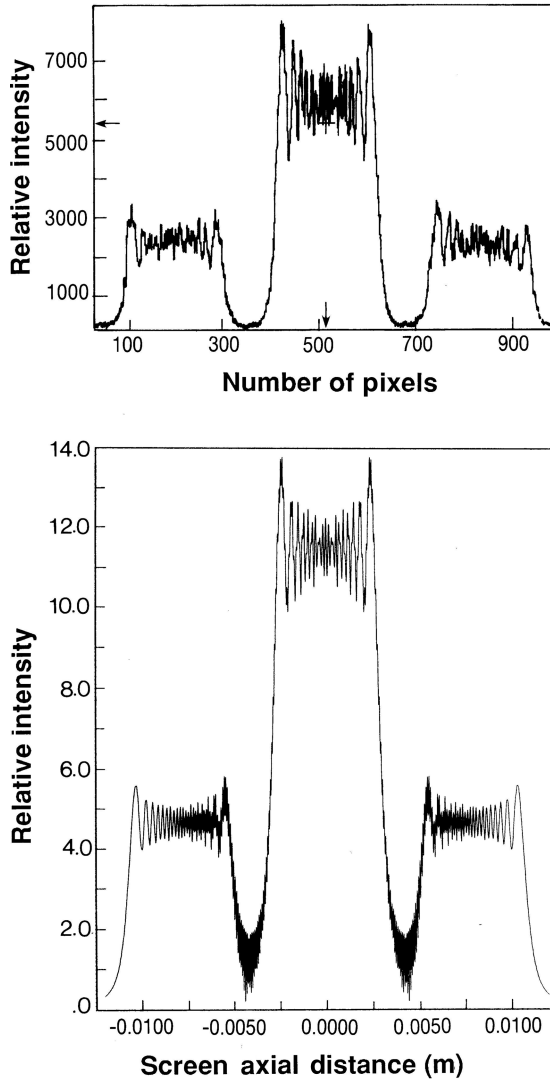 7000
5000
3000
1000
Relative intensity
100 300 500 700 900
Number of pixels
14.0
12.0
10.0
8.0
6.0
4.0
2.0
.0
Relative intensity
-0.0100 -0.0050 0.0000 0.0050 0.0100
Screen axial distance (m)